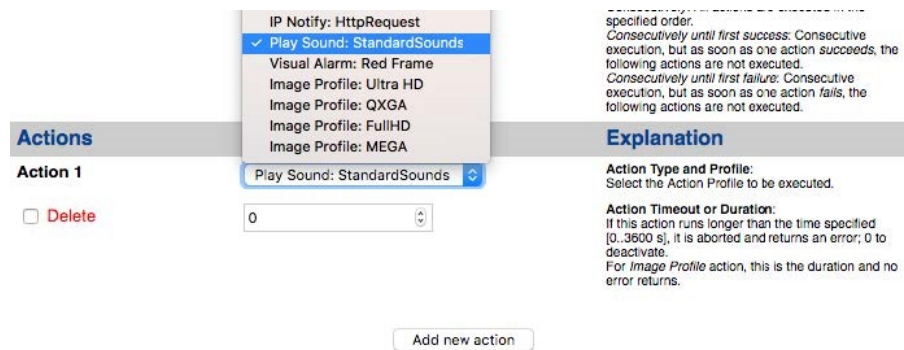 IP Notify: HttpRequest
✓ Play Sound: StandardSounds
Visual Alarm: Red Frame
Image Profile: Ultra HD
Image Profile: QXGA
Image Profile: FullHD
Image Profile: MEGA
specified order.
Consecutively until first success: Consecutive
execution, but as soon as one action succeeds, the
following actions are not executed.
Consecutively until first failure: Consecutive
execution, but as soon as one action fails, the
following actions are not executed.
Actions
Explanation
Action 1
Play Sound: StandardSounds
Action Type and Profile:
Select the Action Profile to be executed.
Delete
0
Action Timeout or Duration:
If this action runs longer than the time specified
[0..3600 s], it is aborted and returns an error; 0 to
deactivate.
For Image Profile action, this is the duration and no
error returns.
Add new action